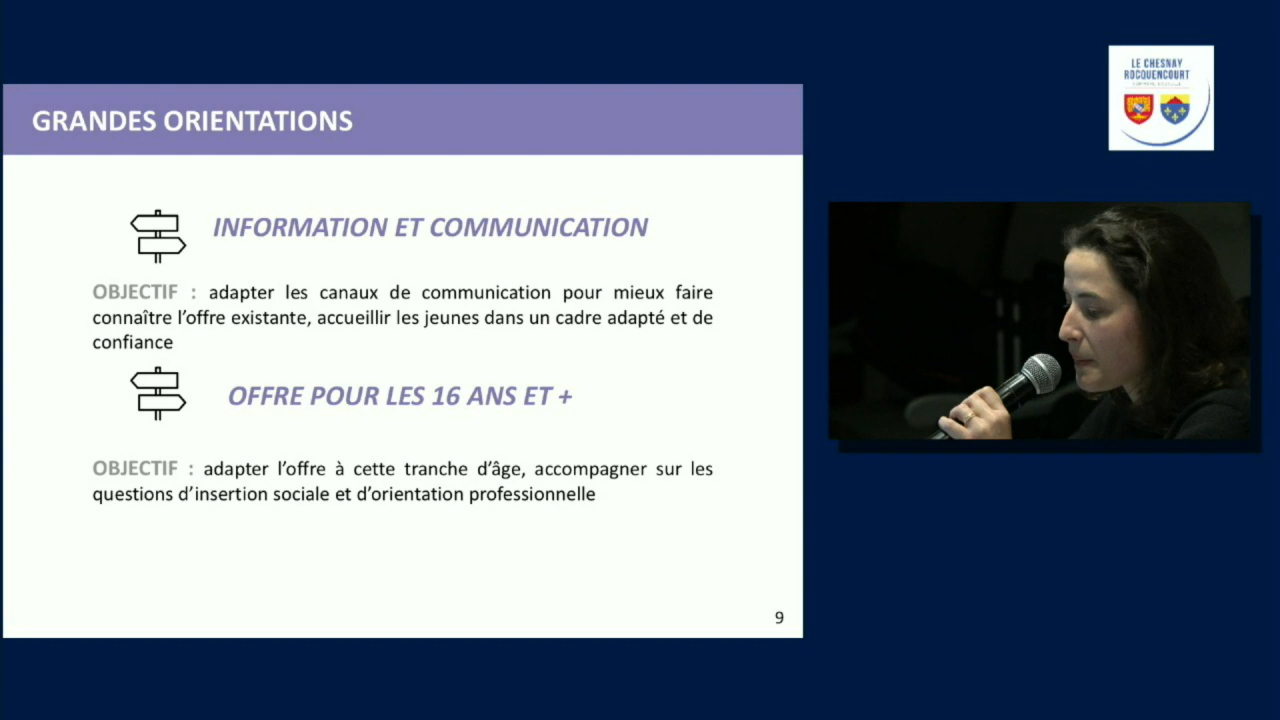 LE CHESNAY
ROCQUENCOURT
GRANDES ORIENTATIONS
INFORMATION ET COMMUNICATION
OBJECTIF : adapter les canaux de communication pour mieux faire
connaître l’offre existante, accueillir les jeunes dans un cadre adapté et de
confiance
OFFRE POUR LES 16 ANS ET +
OBJECTIF : adapter l’offre à cette tranche d’âge, accompagner sur les
questions d’insertion sociale et d’orientation professionnelle
9